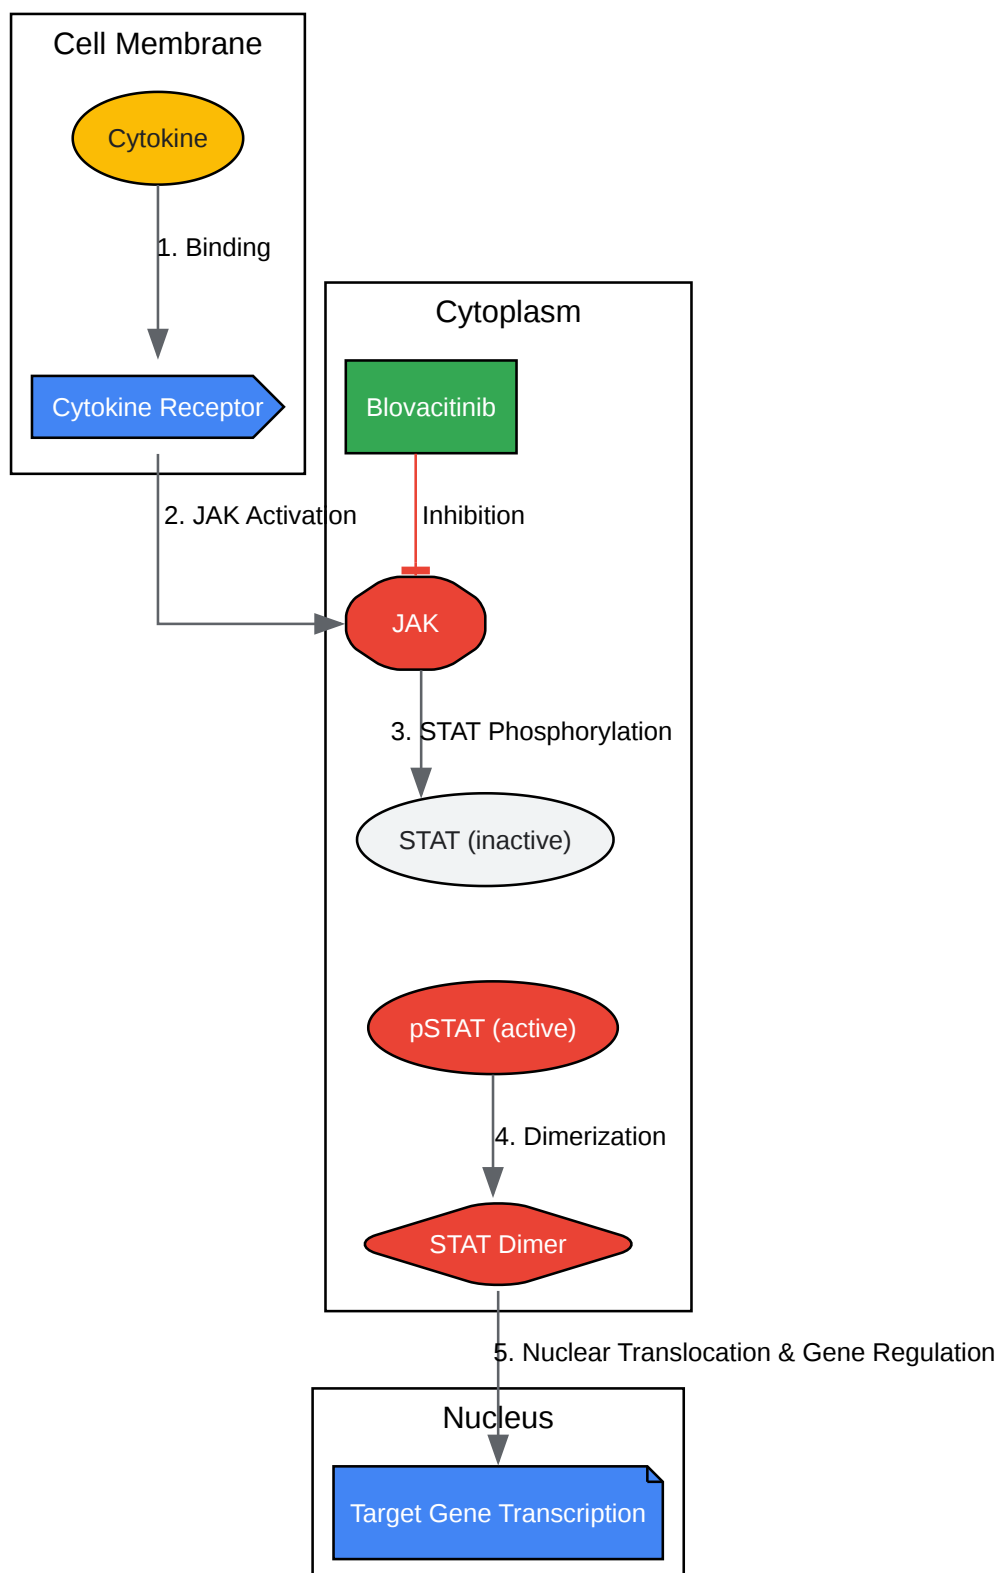 Cell Membrane
Cytokine
1. Binding
Cytokine Receptor
2. JAK Activation
Cytoplasm
Blovacitinib
Inhibition
JAK
3. STAT Phosphorylation
STAT (inactive)
pSTAT (active)
4. Dimerization
STAT Dimer
5. Nuclear Translocation & Gene Regulation
Nucleus
Target Gene Transcription